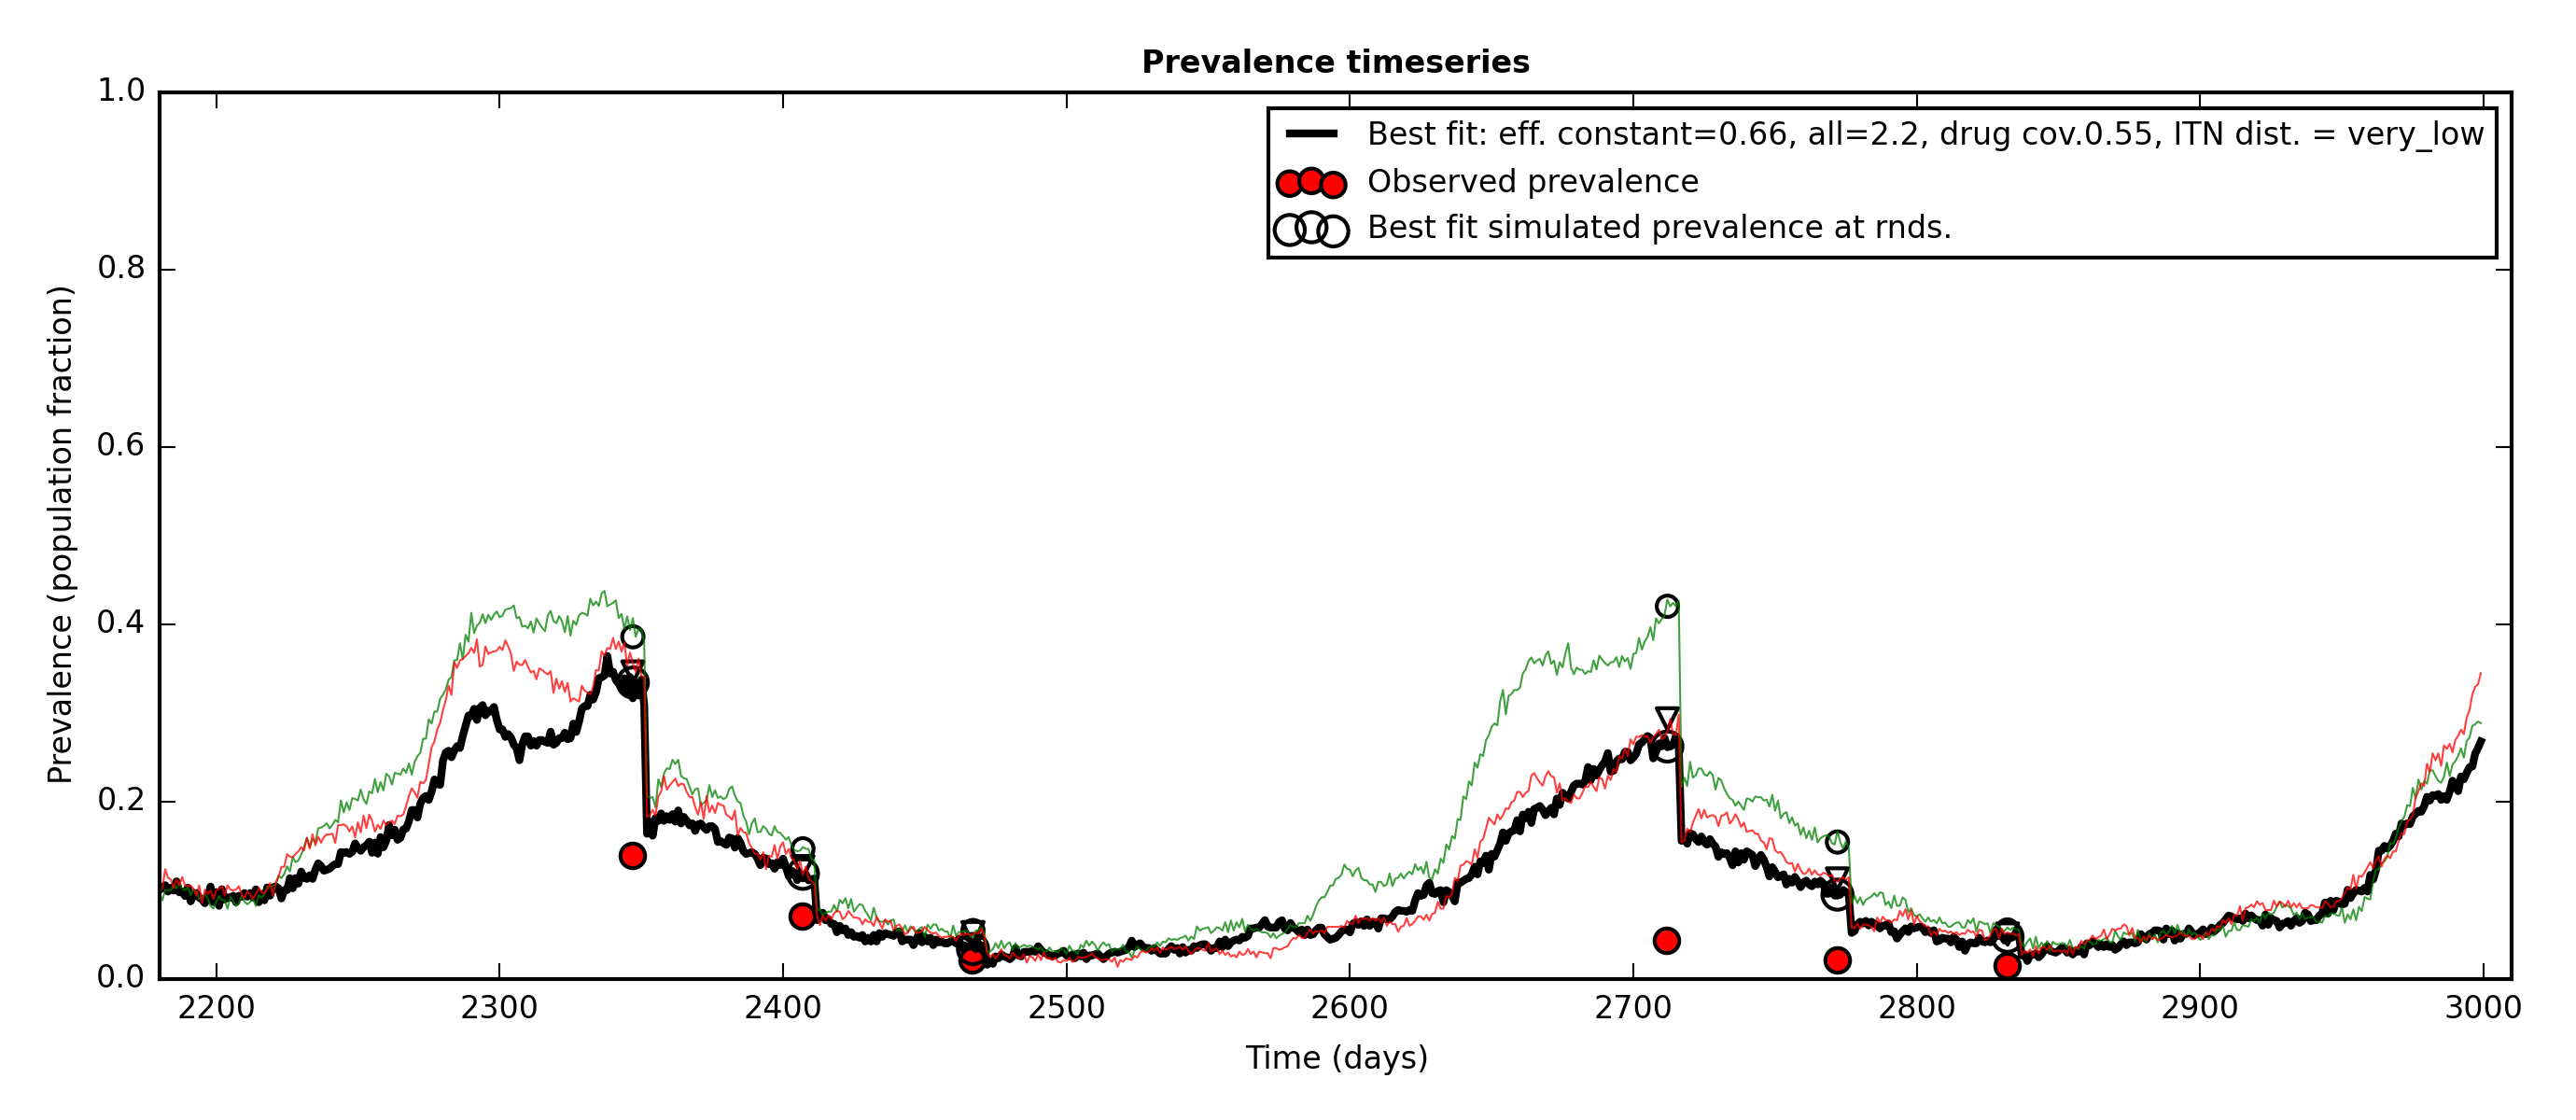 Prevalence timeseries
Best fit: eff. constant=0.66, all=2.2, drug cov.0.55, ITN dist. = very_low
Observed prevalence
Best fit simulated prevalence at rnds.
Prevalence (population fraction)
1.0
0.8
0.6
0.4
0.2
0.0
2200 2300 2400 2500 2600 2700 2800 2900 3000
Time (days)